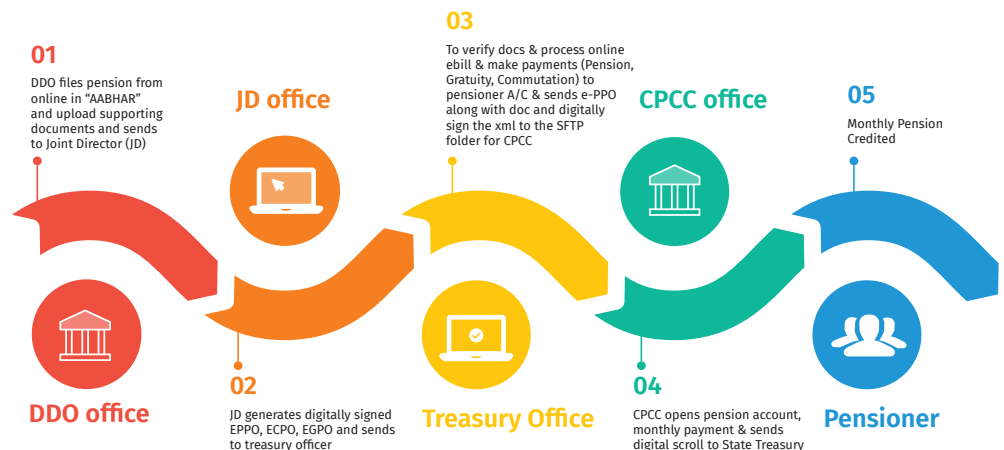 01
DDO files pension from
online in “AABHAR”
and upload supporting
documents and sends
to Joint Director (JD)
DDO office
JD office
02
JD generates digitally signed
EPPO, ECPO, EGPO and sends
to treasury officer
03
To verify docs & process online
ebill & make payments (Pension,
Gratuity, Commutation) to
pensioner A/C & sends e-PPO
along with doc and digitally
sign the xml to the SFTP
folder for CPCC
Treasury Office
CPCC office
04
CPCC opens pension account,
monthly payment & sends
digital scroll to State Treasury
05
Monthly Pension
Credited
Pensioner